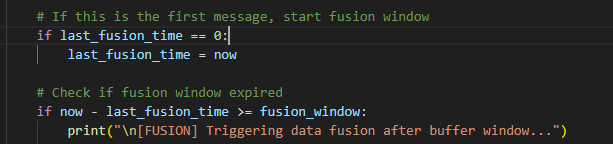 # If this is the first message, start fusion window
if last_fusion_time == 0:
    last_fusion_time = now
# Check if fusion window expired
if now - last_fusion_time >= fusion_window:
    print("\n[FUSION] Triggering data fusion after buffer window...")